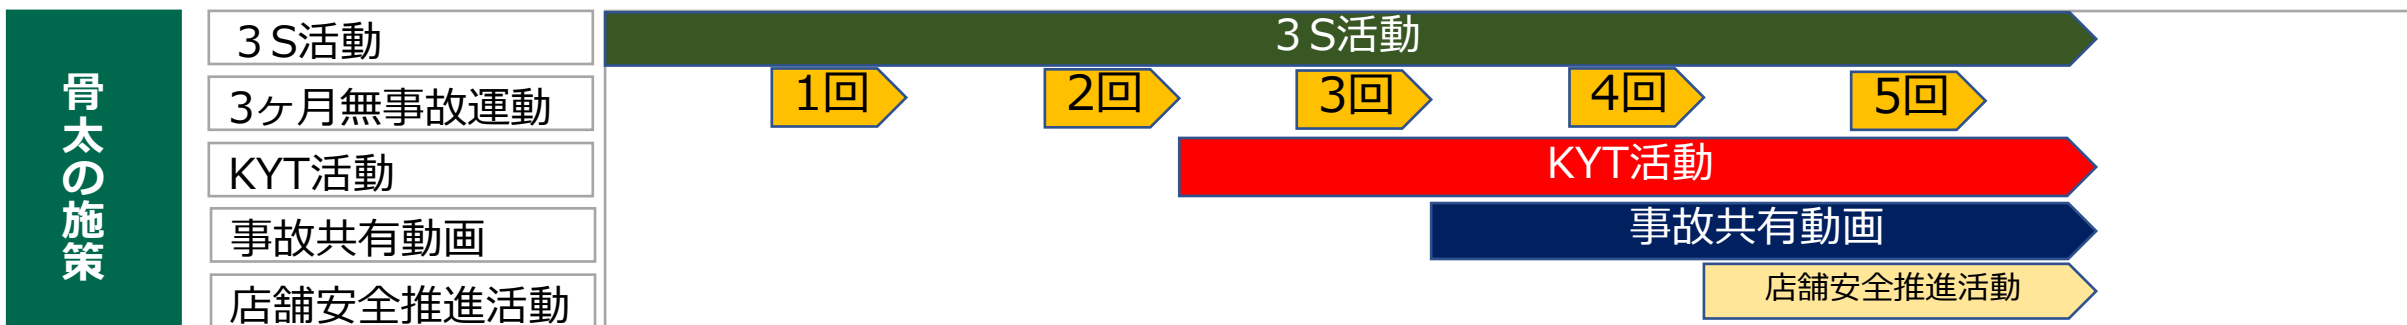 骨太の施策
３S活動
３S活動
3ヶ月無事故運動
1回
2回
3回
4回
5回
KYT活動
KYT活動
事故共有動画
事故共有動画
店舗安全推進活動
店舗安全推進活動